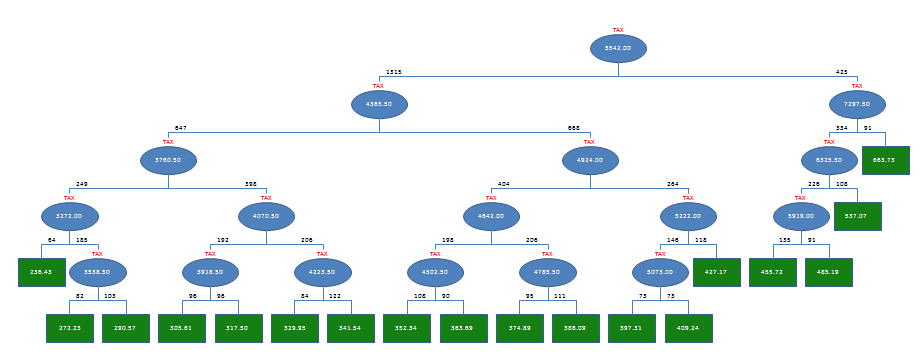 TAX
5542.00
1315 425
TAX TAX
4365.50 7297.50
647 668 334 91
TAX TAX TAX
3760.50 4924.00 6325.50 663.73
249 398 404 264 226 108
TAX TAX TAX TAX TAX
3272.00 4070.50 4642.00 5222.00 5919.00 537.07
64 185 192 206 198 206 146 118 135 91
TAX TAX TAX TAX TAX TAX
236.43 3538.50 3918.50 4223.50 4502.50 4785.50 5073.00 427.17 455.72 485.19
82 103 96 96 84 122 108 90 95 111 73 73
272.23 290.57 305.61 317.50 329.95 341.54 352.34 363.69 374.89 386.09 397.31 409.24